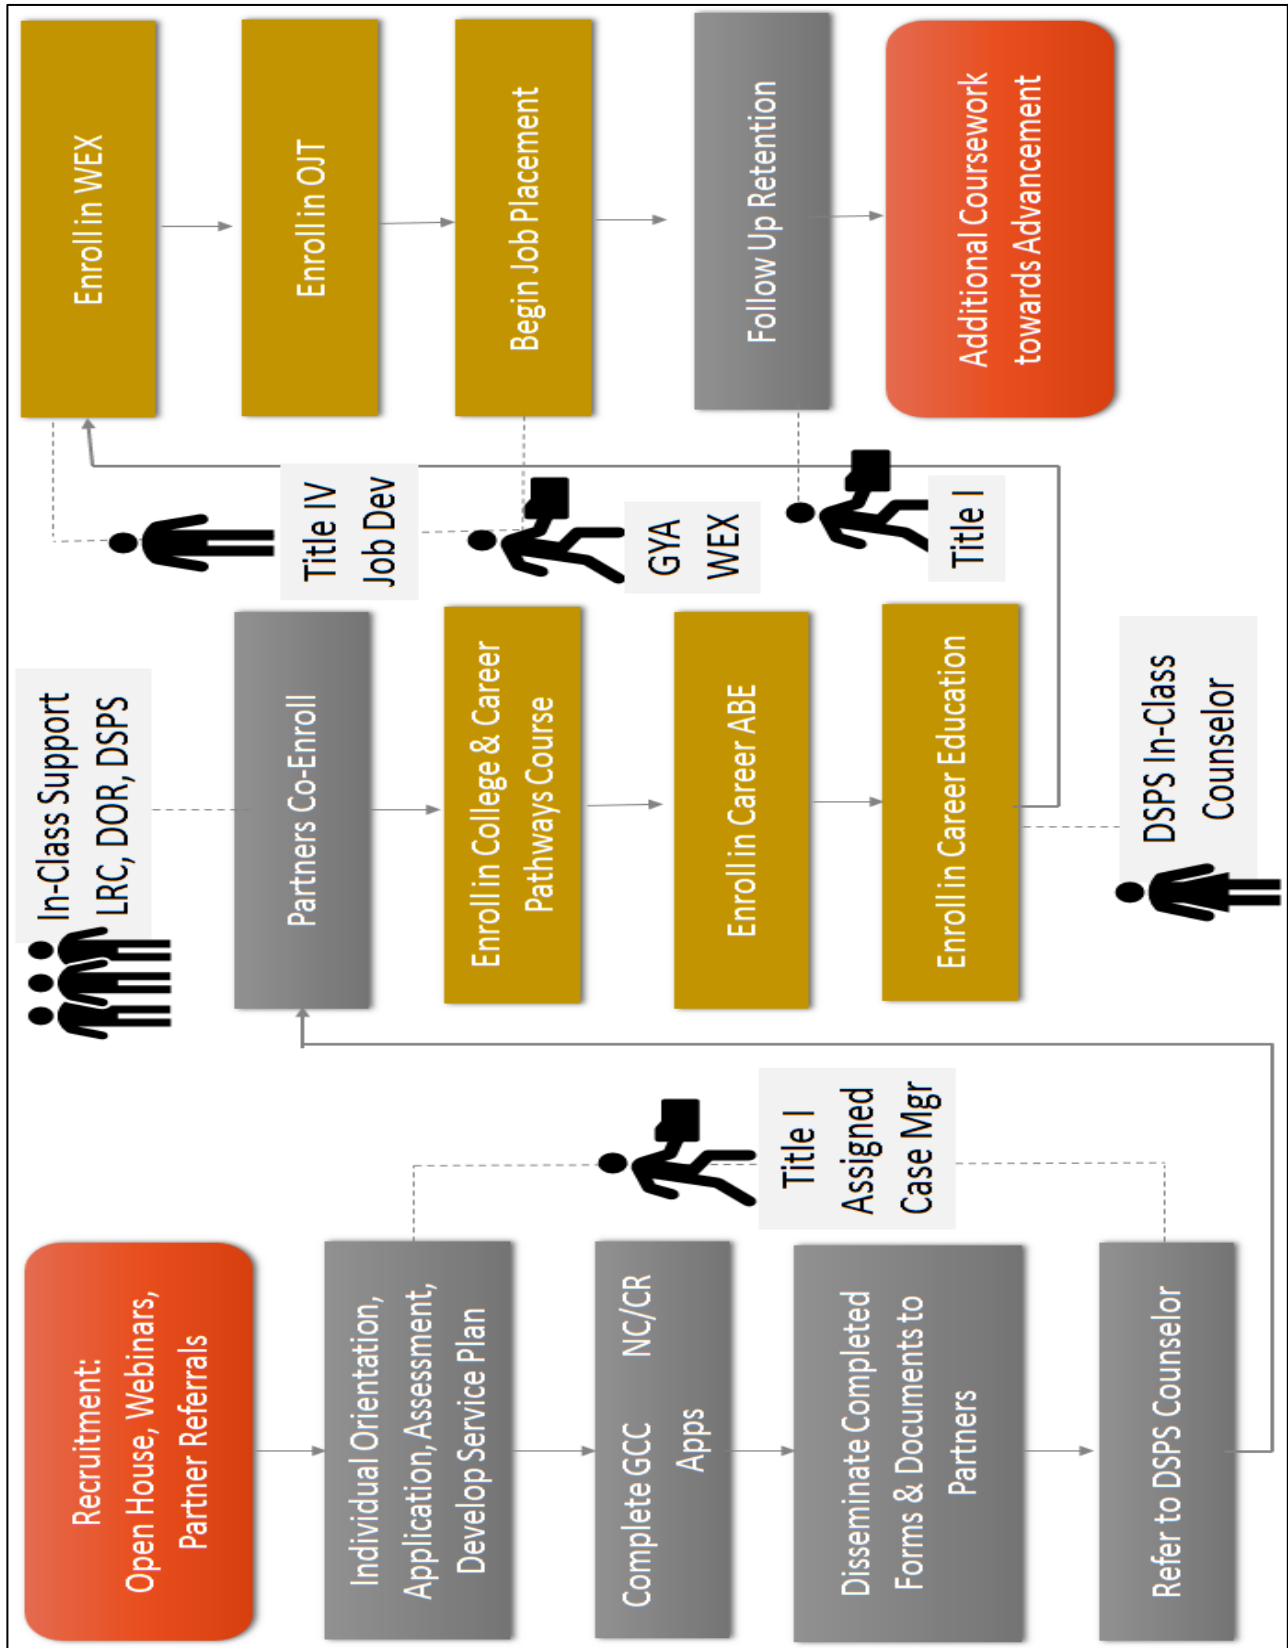 Recruitment:
Open House, Webinars,
Partner Referrals
Individual Orientation,
Application, Assessment,
Develop Service Plan
Complete GCC NC/CR
Apps
Disseminate Completed
Forms & Documents to
Partners
Refer to DSPS Counselor
Title I
Assigned
Case Mgr
In-Class Support
LRC, DOR, DSPS
Partners Co-Enroll
Enroll in College & Career
Pathways Course
Enroll in Career ABE
Enroll in Career Education
DSPS In-Class
Counselor
Enroll in WEX
Enroll in OJT
Begin Job Placement
Follow Up Retention
Additional Coursework
towards Advancement
Title IV
Job Dev
GYA
WEX
Title I